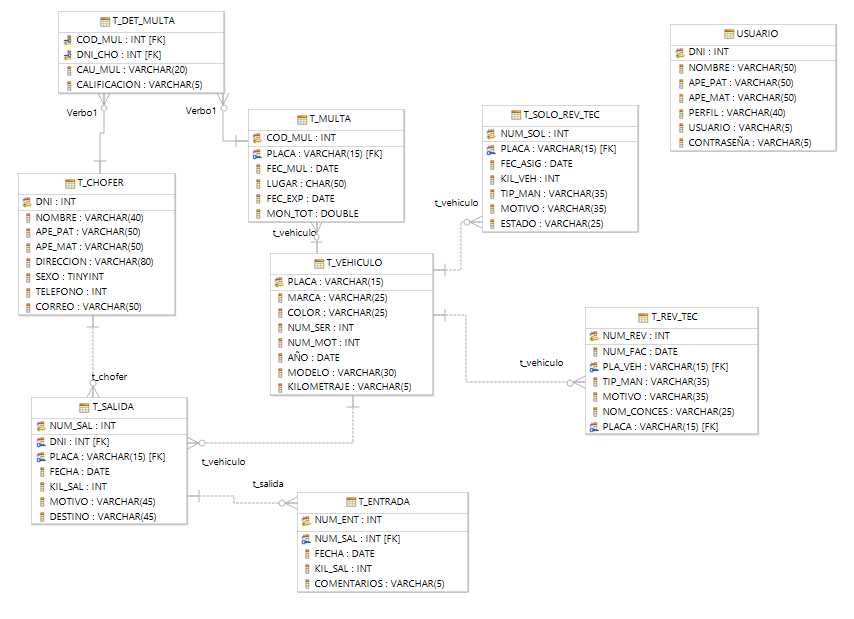 T_DET_MULTA
COD_MUL : INT [FK]
DNI_CHO : INT [FK]
CAU_MUL : VARCHAR(20)
CALIFICACION : VARCHAR(5)
USUARIO
DNI : INT
NOMBRE : VARCHAR(50)
APE_PAT : VARCHAR(50)
APE_MAT : VARCHAR(50)
PERFIL : VARCHAR(40)
USUARIO : VARCHAR(5)
CONTRASEÑA : VARCHAR(5)
Verbo1
Verbo1
T_MULTA
COD_MUL : INT
PLACA : VARCHAR(15) [FK]
FEC_MUL : DATE
LUGAR : CHAR(50)
FEC_EXP : DATE
MON_TOT : DOUBLE
T_SOLO_REV_TEC
NUM_SOL : INT
PLACA : VARCHAR(15) [FK]
FEC_ASIG : DATE
KIL_VEH : INT
TIP_MAN : VARCHAR(35)
MOTIVO : VARCHAR(35)
ESTADO : VARCHAR(25)
T_CHOFER
DNI : INT
NOMBRE : VARCHAR(40)
APE_PAT : VARCHAR(50)
APE_MAT : VARCHAR(50)
DIRECCION : VARCHAR(80)
SEXO : TINYINT
TELEFONO : INT
CORREO : VARCHAR(50)
t_vehiculo
t_vehiculo
T_VEHICULO
PLACA : VARCHAR(15)
MARCA : VARCHAR(25)
COLOR : VARCHAR(25)
NUM_SER : INT
NUM_MOT : INT
AÑO : DATE
MODELO : VARCHAR(30)
KILOMETRAJE : VARCHAR(5)
T_REV_TEC
NUM_REV : INT
NUM_FAC : DATE
PLA_VEH : VARCHAR(15) [FK]
TIP_MAN : VARCHAR(35)
MOTIVO : VARCHAR(35)
NOM_CONCES : VARCHAR(25)
PLACA : VARCHAR(15) [FK]
t_vehiculo
t_chofer
T_SALIDA
NUM_SAL : INT
DNI : INT [FK]
PLACA : VARCHAR(15) [FK]
FECHA : DATE
KIL_SAL : INT
MOTIVO : VARCHAR(45)
DESTINO : VARCHAR(45)
t_vehiculo
t_salida
T_ENTRADA
NUM_ENT : INT
NUM_SAL : INT [FK]
FECHA : DATE
KIL_SAL : INT
COMENTARIOS : VARCHAR(5)